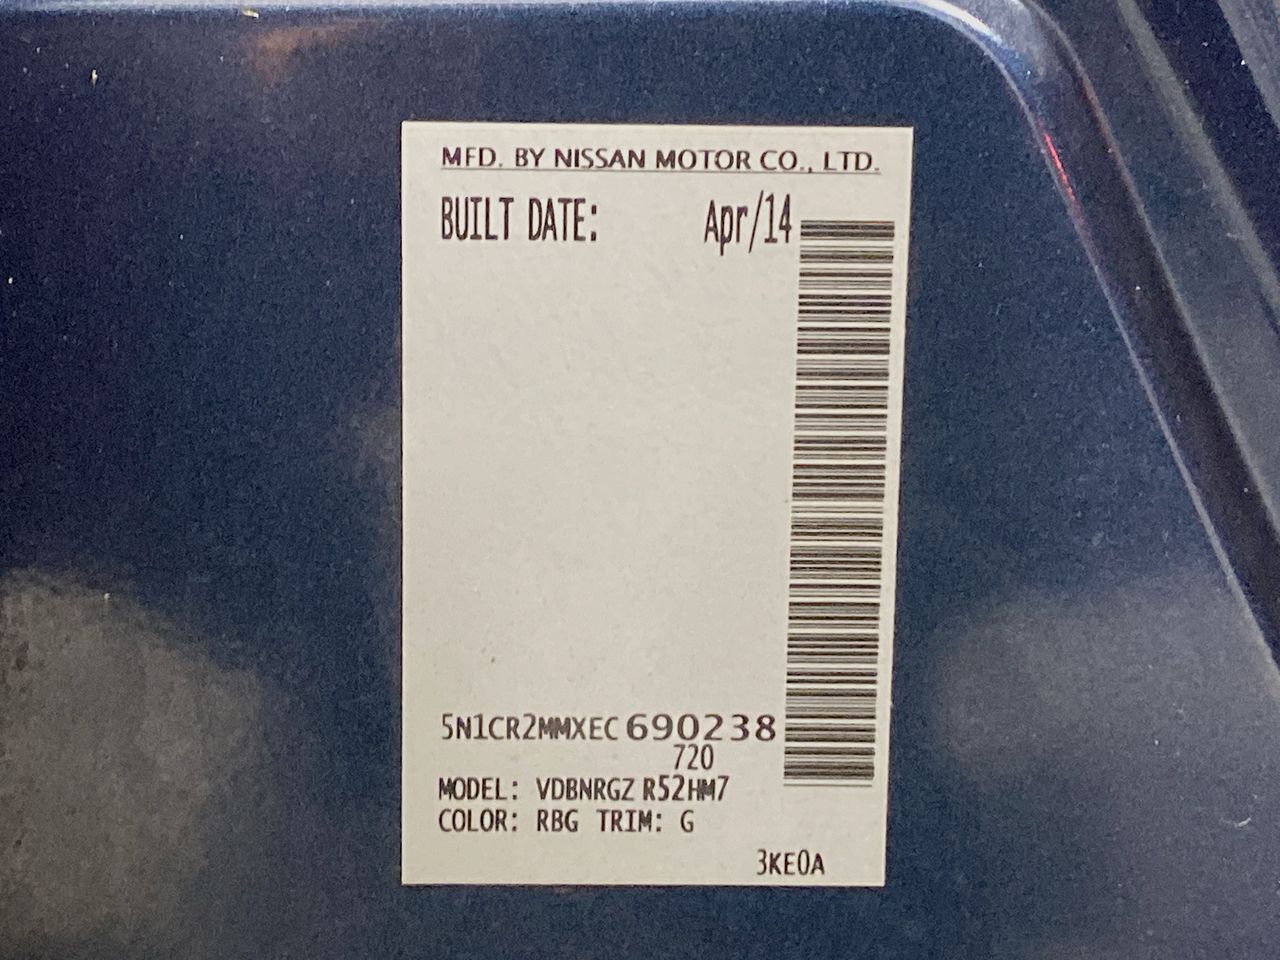 MFD. BY NISSAN MOTOR CO., LTD.
BUILT DATE: Apr/14
5N1CR2MMXEC690238
720
MODEL: VDBNRGZ R52HM7
COLOR: RBG TRIM: G
3KE0A